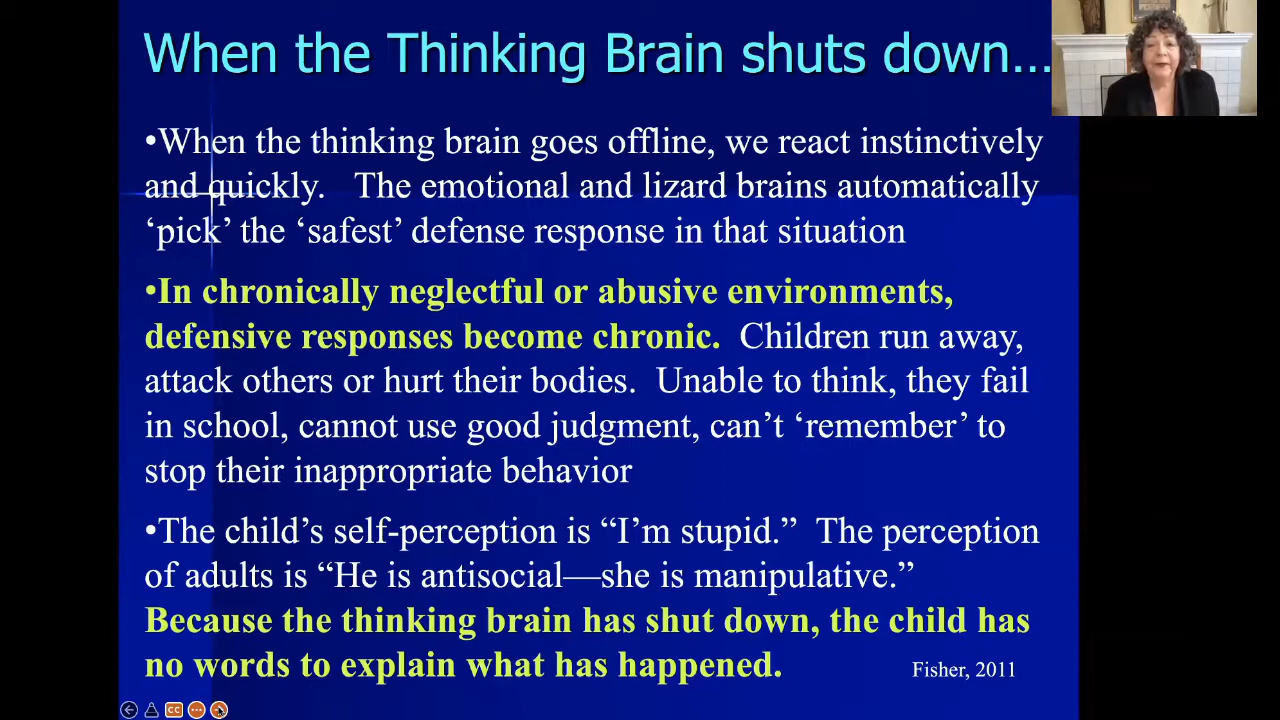 When the Thinking Brain shuts down…
•When the thinking brain goes offline, we react instinctively
and quickly. The emotional and lizard brains automatically
‘pick’ the ‘safest’ defense response in that situation
•In chronically neglectful or abusive environments,
defensive responses become chronic. Children run away,
attack others or hurt their bodies. Unable to think, they fail
in school, cannot use good judgment, can’t ‘remember’ to
stop their inappropriate behavior
•The child’s self-perception is “I’m stupid.” The perception
of adults is “He is antisocial—she is manipulative.”
Because the thinking brain has shut down, the child has
no words to explain what has happened.
Fisher, 2011
CC